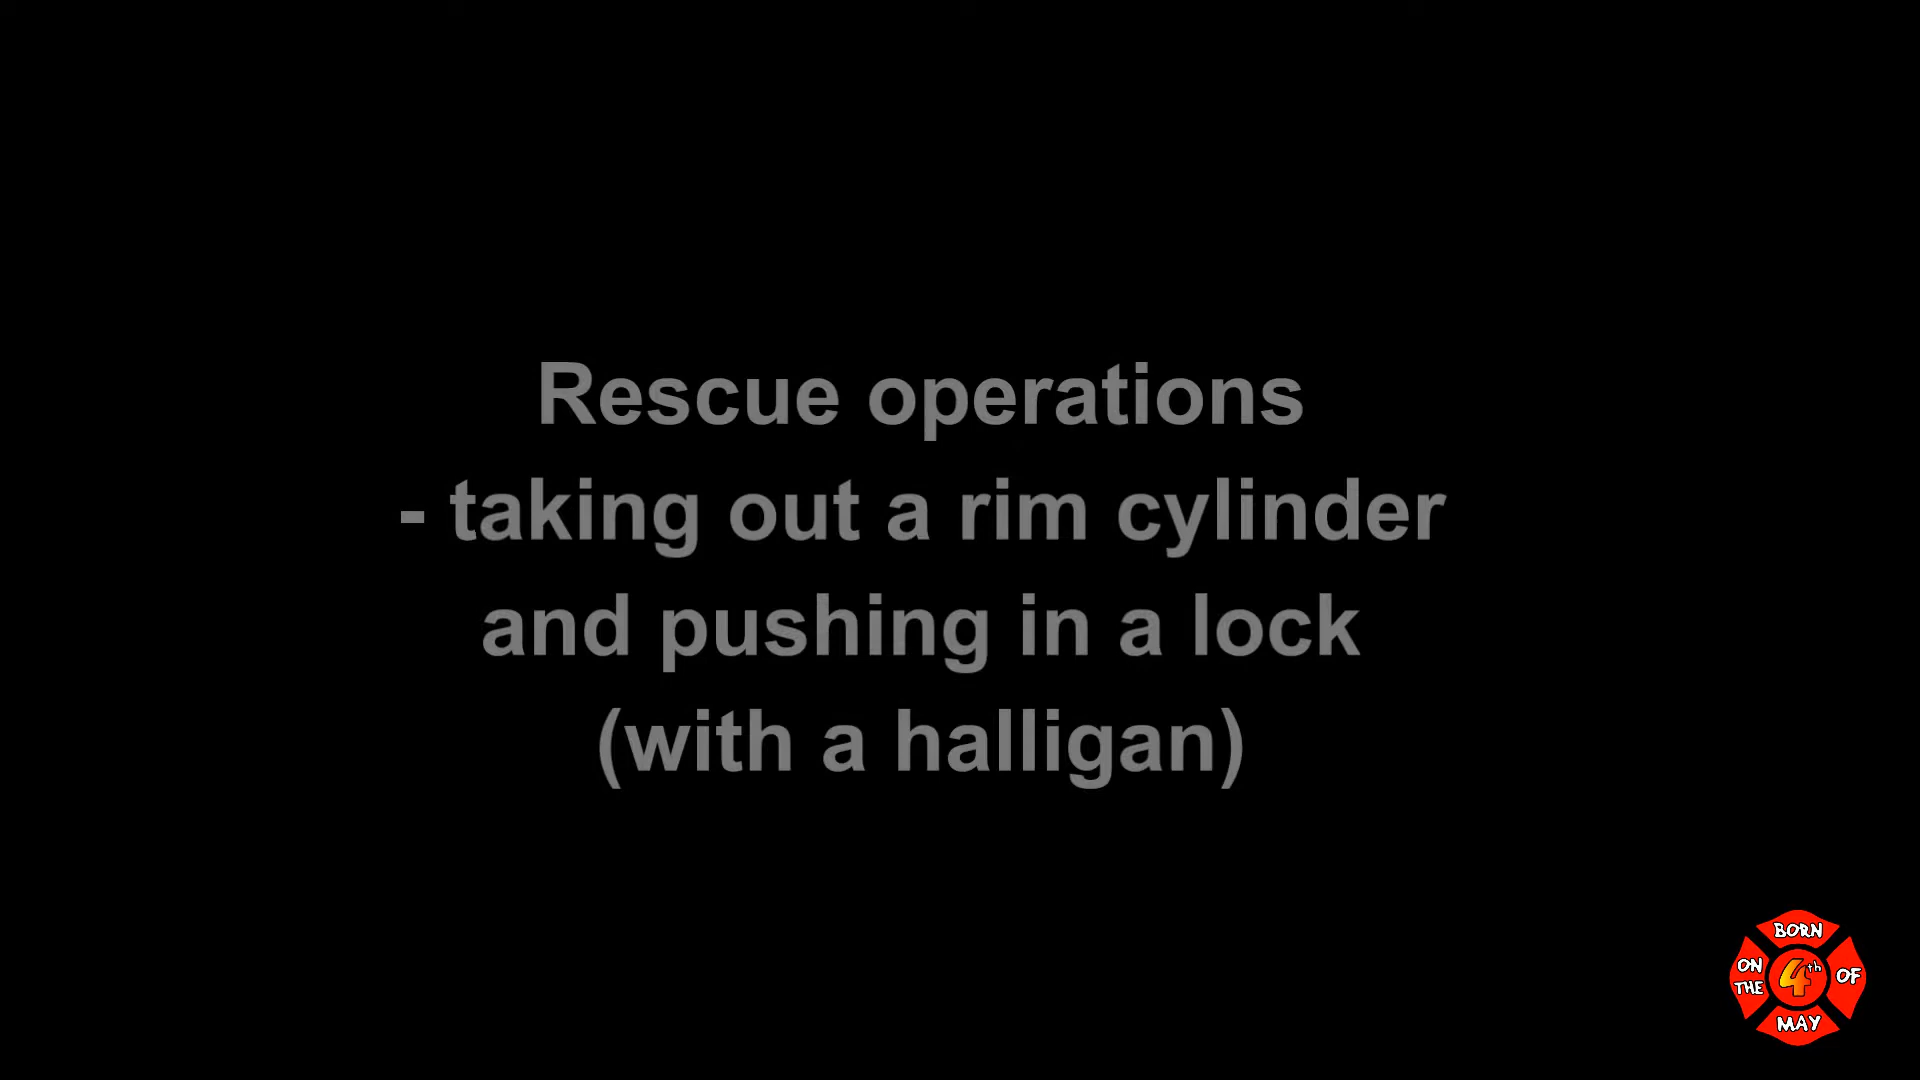 Rescue operations
- taking out a rim cylinder
and pushing in a lock
(with a halligan)
BORN
ON
THE
4th
OF
MAY